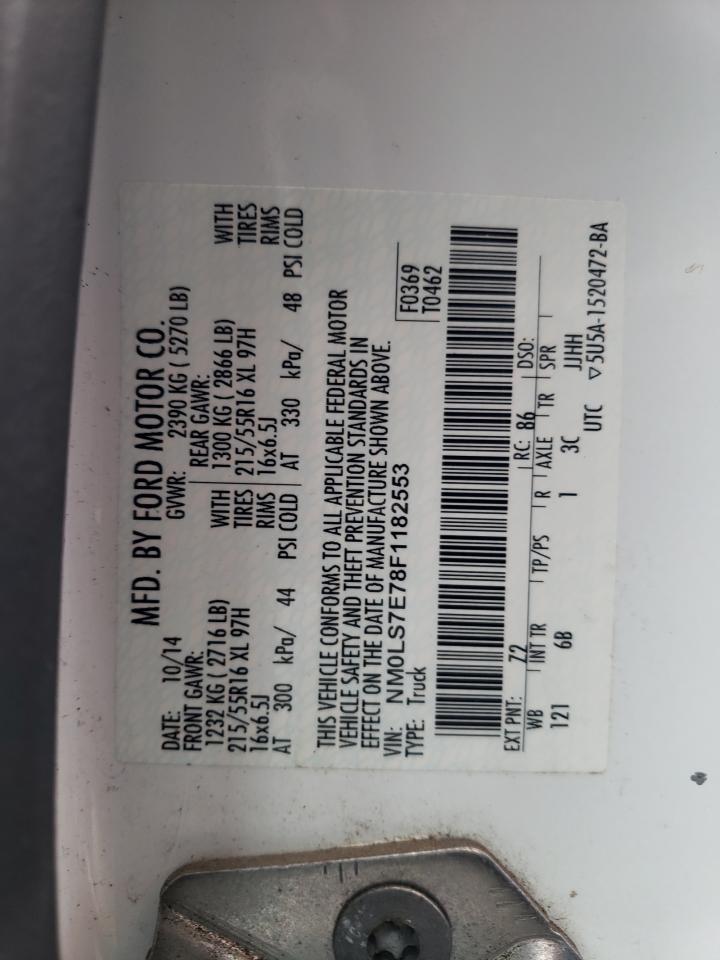 MFD. BY FORD MOTOR CO.
DATE: 10/14 GVWR: 2390 KG ( 5270 LB)
FRONT GAWR: REAR GAWR:
1232 KG ( 2716 LB) WITH 1300 KG ( 2866 LB) WITH
215/55R16 XL 97H TIRES 215/55R16 XL 97H TIRES
16x6.5J RIMS 16x6.5J RIMS
AT 300 kPa/ 44 PSI COLD AT 330 kPa/ 48 PSI COLD
THIS VEHICLE CONFORMS TO ALL APPLICABLE FEDERAL MOTOR
VEHICLE SAFETY AND THEFT PREVENTION STANDARDS IN
EFFECT ON THE DATE OF MANUFACTURE SHOWN ABOVE.
VIN: NM0LS7E78F1182553 F0369
TYPE: Truck T0462
EXT PNT: Z2 RC: 86 DSO:
WB INT TR TP/PS R AXLE TR SPR
121 6B 1 3C JJHH
UTC ▽5U5A-1520472-BA